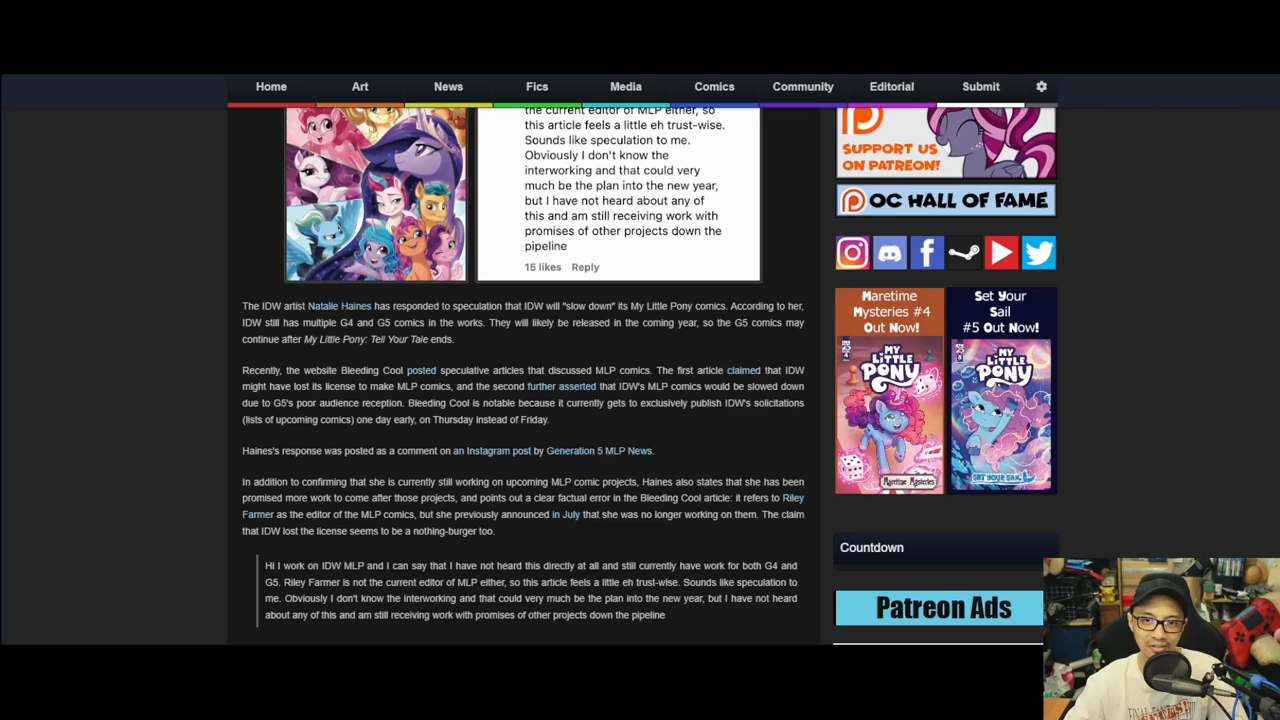 Home Art News Fics Media Comics Community Editorial Submit
the current editor of MLP either, so
this article feels a little eh trust-wise.
Sounds like speculation to me.
Obviously I don't know the
interworking and that could very
much be the plan into the new year,
but I have not heard about any of
this and am still receiving work with
promises of other projects down the
pipeline
15 likes Reply
The IDW artist Natalie Haines has responded to speculation that IDW will "slow down" its My Little Pony comics. According to her,
IDW still has multiple G4 and G5 comics in the works. They will likely be released in the coming year, so the G5 comics may
continue after My Little Pony: Tell Your Tale ends.
Recently, the website Bleeding Cool posted speculative articles that discussed MLP comics. The first article claimed that IDW
might have lost its license to make MLP comics, and the second further asserted that IDW's MLP comics would be slowed down
due to G5's poor audience reception. Bleeding Cool is notable because it currently gets to exclusively publish IDW's solicitations
(lists of upcoming comics) one day early, on Thursday instead of Friday.
Haines's response was posted as a comment on an Instagram post by Generation 5 MLP News.
In addition to confirming that she is currently still working on upcoming MLP comic projects, Haines also states that she has been
promised more work to come after those projects, and points out a clear factual error in the Bleeding Cool article: it refers to Riley
Farmer as the editor of the MLP comics, but she previously announced in July that she was no longer working on them. The claim
that IDW lost the license seems to be a nothing-burger too.
Hi I work on IDW MLP and I can say that I have not heard this directly at all and still currently have work for both G4 and
G5. Riley Farmer is not the current editor of MLP either, so this article feels a little eh trust-wise. Sounds like speculation to
me. Obviously I don't know the interworking and that could very much be the plan into the new year, but I have not heard
about any of this and am still receiving work with promises of other projects down the pipeline
SUPPORT US
ON PATREON!
OC HALL OF FAME
Maretime
Mysteries #4
Out Now!
MY
LITTLE
PONY
Maretime
Mysteries
Set Your
Sail
#5 Out Now!
MY
LITTLE
PONY
SET YOUR SAIL
Countdown
Patreon Ads